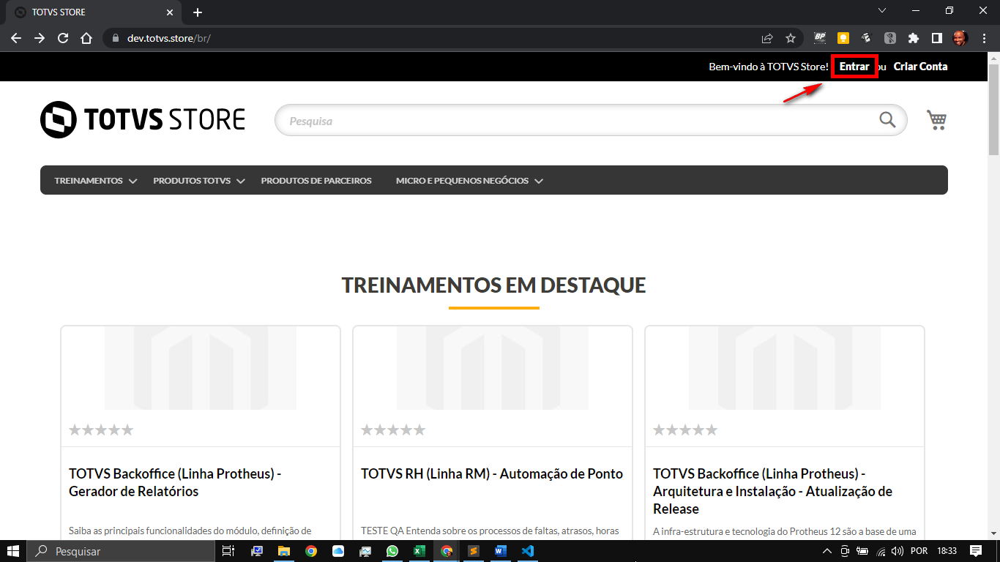 TOTVS STORE
dev.totvs.store/br/
Bem-vindo à TOTVS Store! Entrar ou Criar Conta
TOTVS STORE
Pesquisa
TREINAMENTOS PRODUTOS TOTVS PRODUTOS DE PARCEIROS MICRO E PEQUENOS NEGÓCIOS
TREINAMENTOS EM DESTAQUE
TOTVS Backoffice (Linha Protheus) -
Gerador de Relatórios
Saiba as principais funcionalidades do módulo, definição de
TOTVS RH (Linha RM) - Automação de Ponto
TESTE QA Entenda sobre os processos de faltas, atrasos, horas
TOTVS Backoffice (Linha Protheus) -
Arquitetura e Instalação - Atualização de
Release
A infra-estrutura e tecnologia do Protheus 12 são a base de uma
Pesquisar
POR 18:33